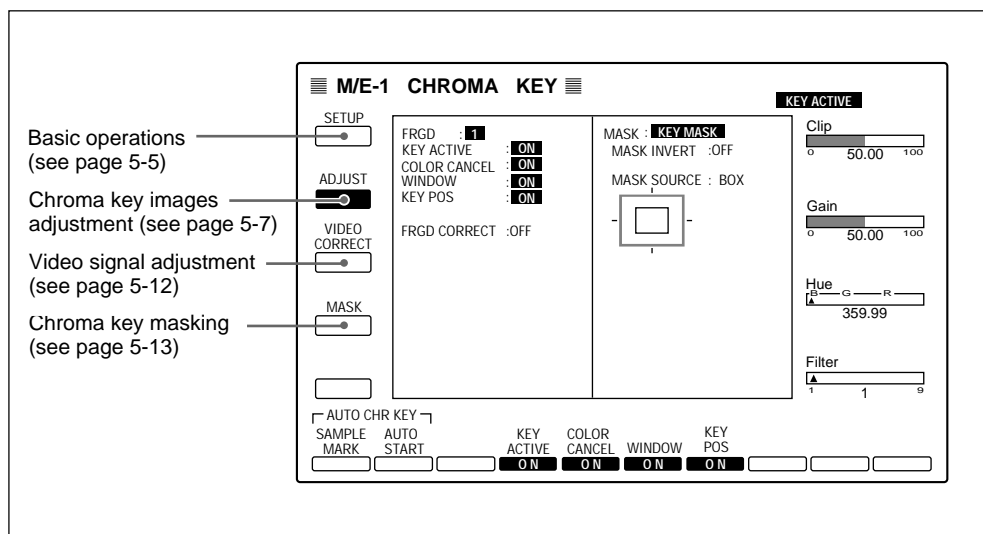 M/E-1 CHROMA KEY
KEY ACTIVE
Basic operations
(see page 5-5)
Chroma key images
adjustment (see page 5-7)
Video signal adjustment
(see page 5-12)
Chroma key masking
(see page 5-13)
SETUP
ADJUST
VIDEO
CORRECT
MASK
FRGD : 1
KEY ACTIVE : ON
COLOR CANCEL : ON
WINDOW : ON
KEY POS : ON
FRGD CORRECT :OFF
MASK : KEY MASK
MASK INVERT :OFF
MASK SOURCE : BOX
Clip
0 50.00 100
Gain
0 50.00 100
Hue
B G R
359.99
Filter
1 1 9
AUTO CHR KEY
SAMPLE MARK
AUTO START
KEY ACTIVE
ON
COLOR CANCEL
ON
WINDOW
ON
KEY POS
ON